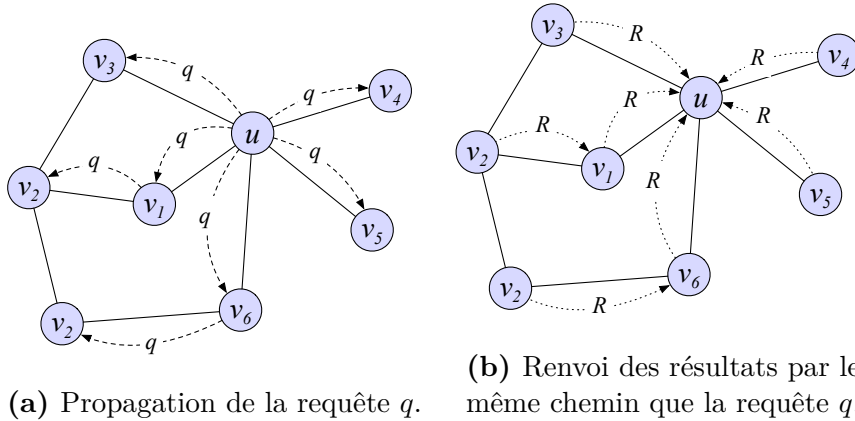 v3
q
q
v4
u
q
q
q
v2
v1
v5
q
v6
v2
q
(a) Propagation de la requête q.
v3
R
R
v4
R
u
R
R
v2
v1
R
v5
v6
v2
R
(b) Renvoi des résultats par le
même chemin que la requête q